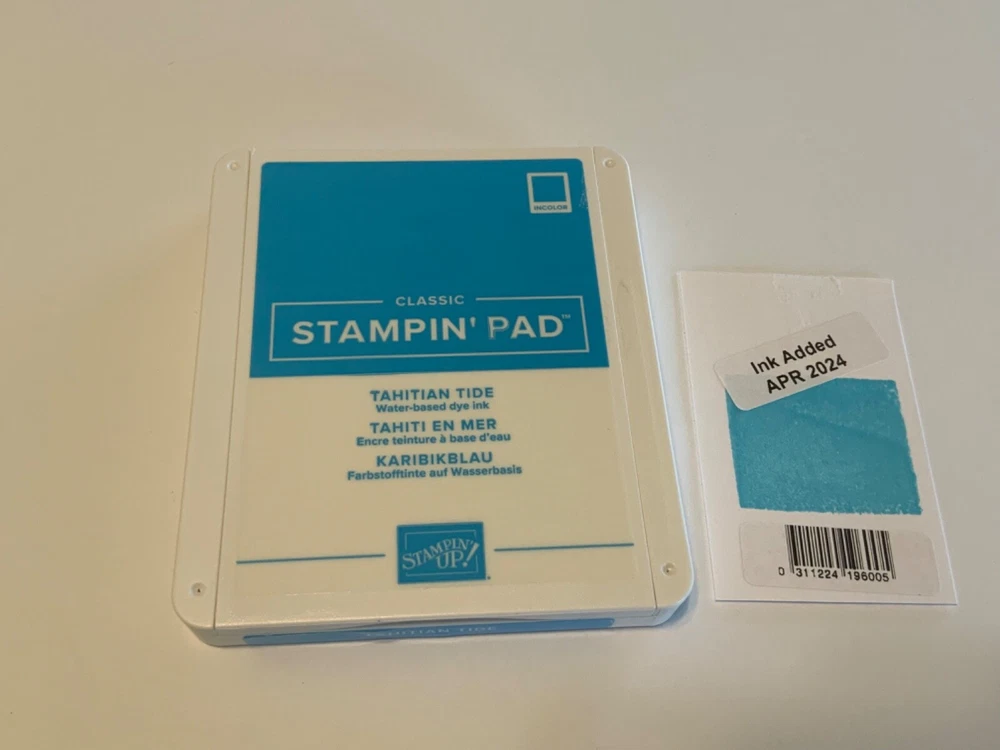 INCOLOR
CLASSIC
STAMPIN' PAD™
TAHITIAN TIDE
Water-based dye ink
TAHITI EN MER
Encre teinture à base d'eau
KARIBIKBLAU
Farbstofftinte auf Wasserbasis
STAMPIN'
UP!
TAHITIAN TIDE
Ink Added
APR 2024
0 311224 196005